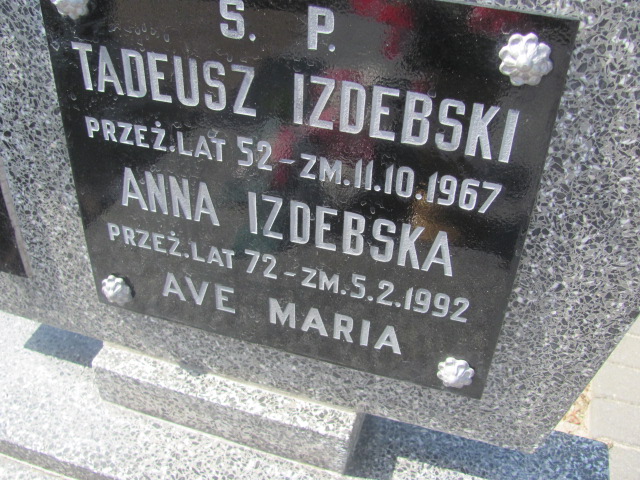 Ś. P.
TADEUSZ IZDEBSKI
PRZEŻ. LAT 52 - ZM. 11.10.1967
ANNA IZDEBSKA
PRZEŻ. LAT 72 - ZM. 5.2.1992
AVE MARIA